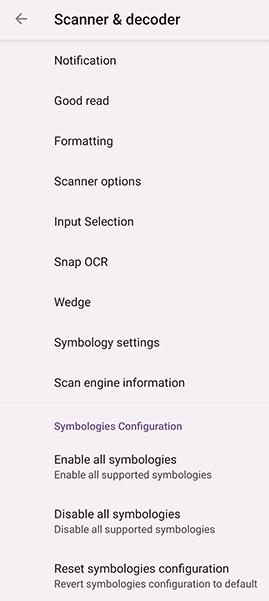 Scanner & decoder
Notification
Good read
Formatting
Scanner options
Input Selection
Snap OCR
Wedge
Symbology settings
Scan engine information
Symbologies Configuration
Enable all symbologies
Enable all supported symbologies
Disable all symbologies
Disable all supported symbologies
Reset symbologies configuration
Revert symbologies configuration to default